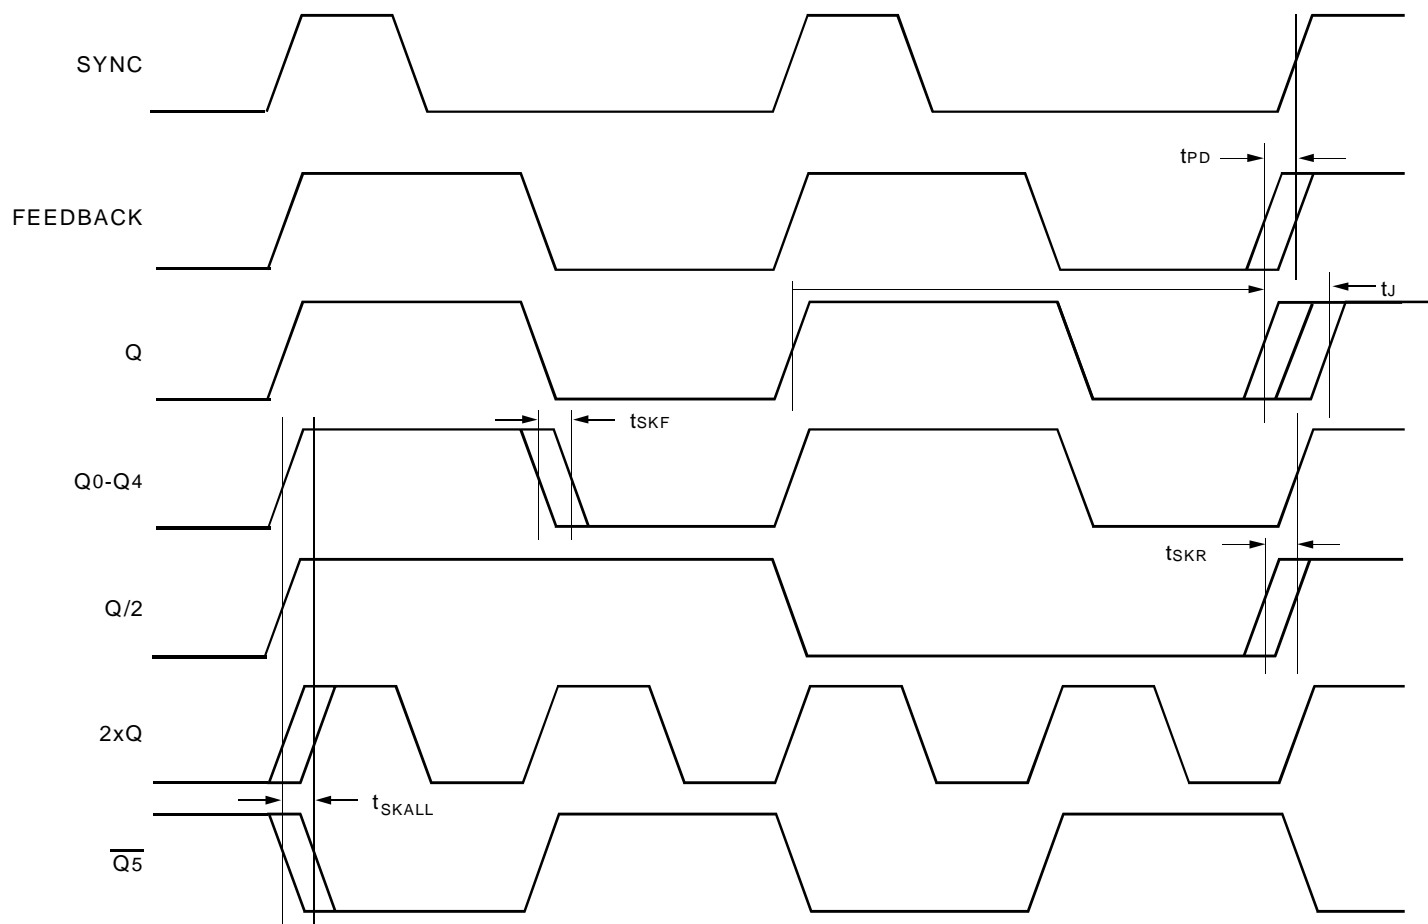 SYNC
tPD
FEEDBACK
tJ
Q
tSKF
Q0-Q4
tSKR
Q/2
2xQ
tSKALL
Q5